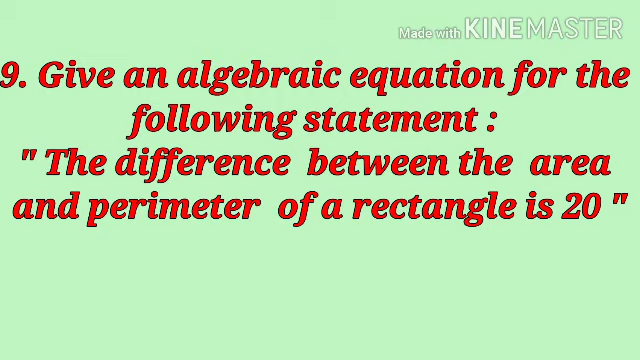 Made with KINEMASTER
9. Give an algebraic equation for the
following statement :
" The difference between the area
and perimeter of a rectangle is 20 "